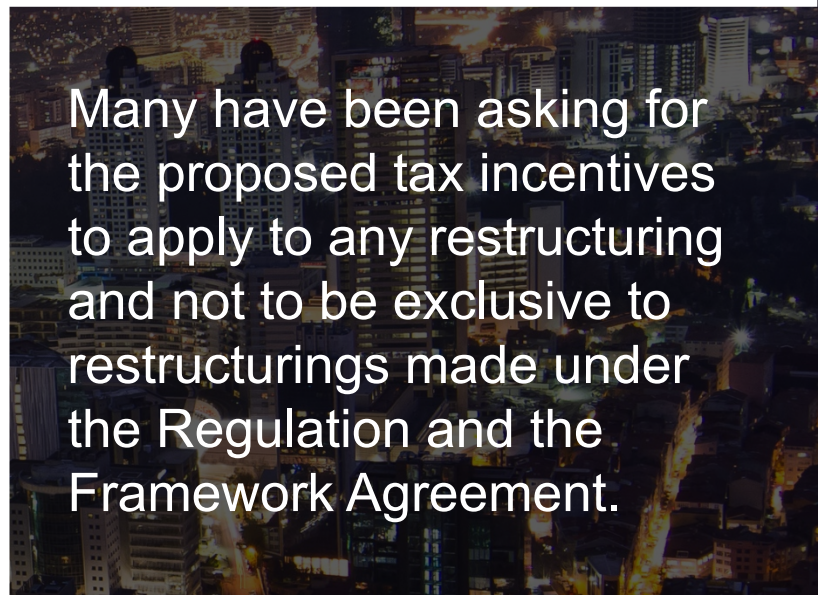 Many have been asking for
the proposed tax incentives
to apply to any restructuring
and not to be exclusive to
restructurings made under
the Regulation and the
Framework Agreement.